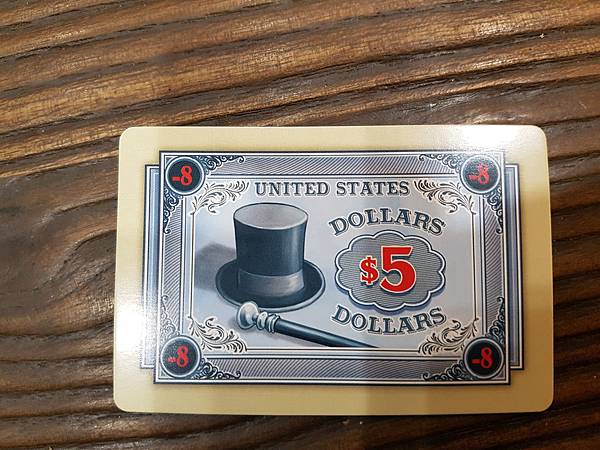 -8 -8
UNITED STATES
DOLLARS
$5
DOLLARS
-8 -8